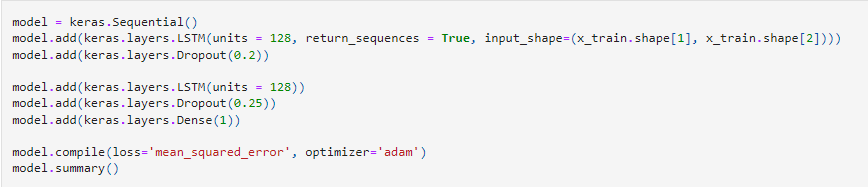 model = keras.Sequential()
model.add(keras.layers.LSTM(units = 128, return_sequences = True, input_shape=(x_train.shape[1], x_train.shape[2])))
model.add(keras.layers.Dropout(0.2))
model.add(keras.layers.LSTM(units = 128))
model.add(keras.layers.Dropout(0.25))
model.add(keras.layers.Dense(1))
model.compile(loss='mean_squared_error', optimizer='adam')
model.summary()